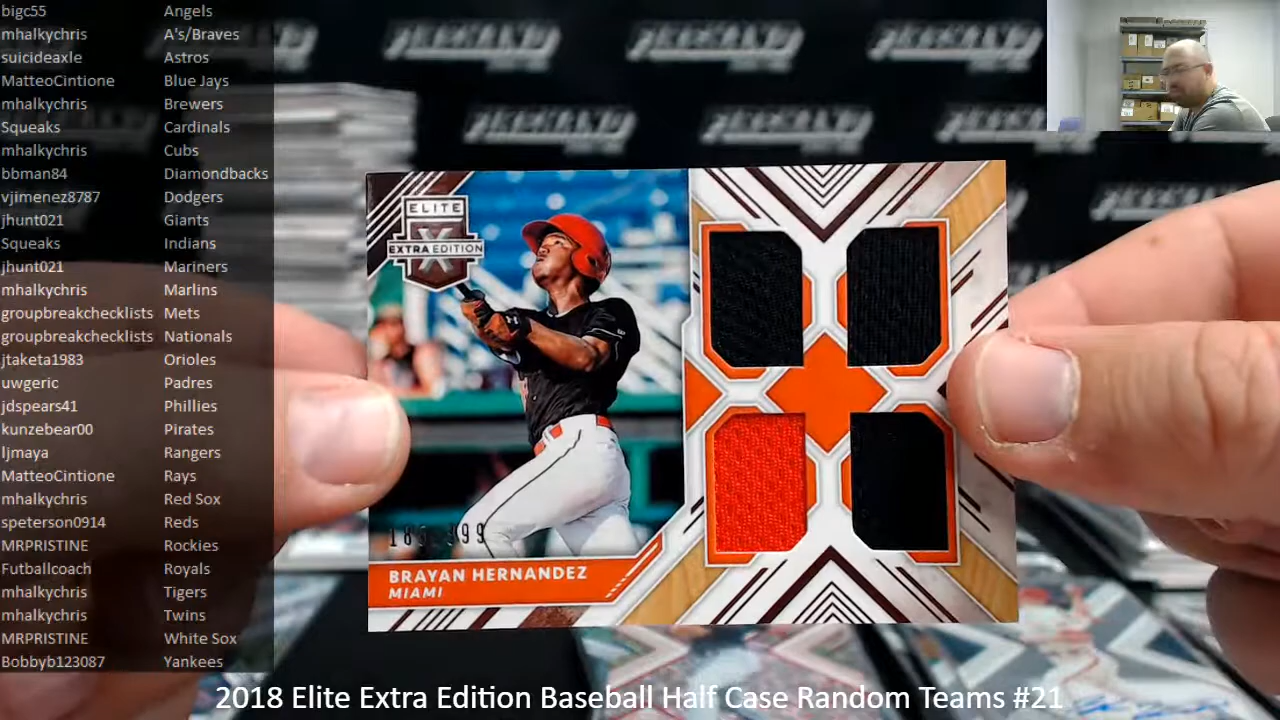 bigc55 Angels
mhalkychris A's/Braves
suicideaxle Astros
MatteoCintione Blue Jays
mhalkychris Brewers
Squeaks Cardinals
mhalkychris Cubs
bbman84 Diamondbacks
vjimenez8787 Dodgers
jhunt021 Giants
Squeaks Indians
jhunt021 Mariners
mhalkychris Marlins
groupbreakchecklists Mets
groupbreakchecklists Nationals
jtaketa1983 Orioles
uwgeric Padres
jdspears41 Phillies
kunzebear00 Pirates
ljmaya Rangers
MatteoCintione Rays
mhalkychris Red Sox
speterson0914 Reds
MRPRISTINE Rockies
Futballcoach Royals
mhalkychris Tigers
mhalkychris Twins
MRPRISTINE White Sox
Bobbyb123087 Yankees
ELITE
EXTRA EDITION
BRAYAN HERNANDEZ
MIAMI
2018 Elite Extra Edition Baseball Half Case Random Teams #21